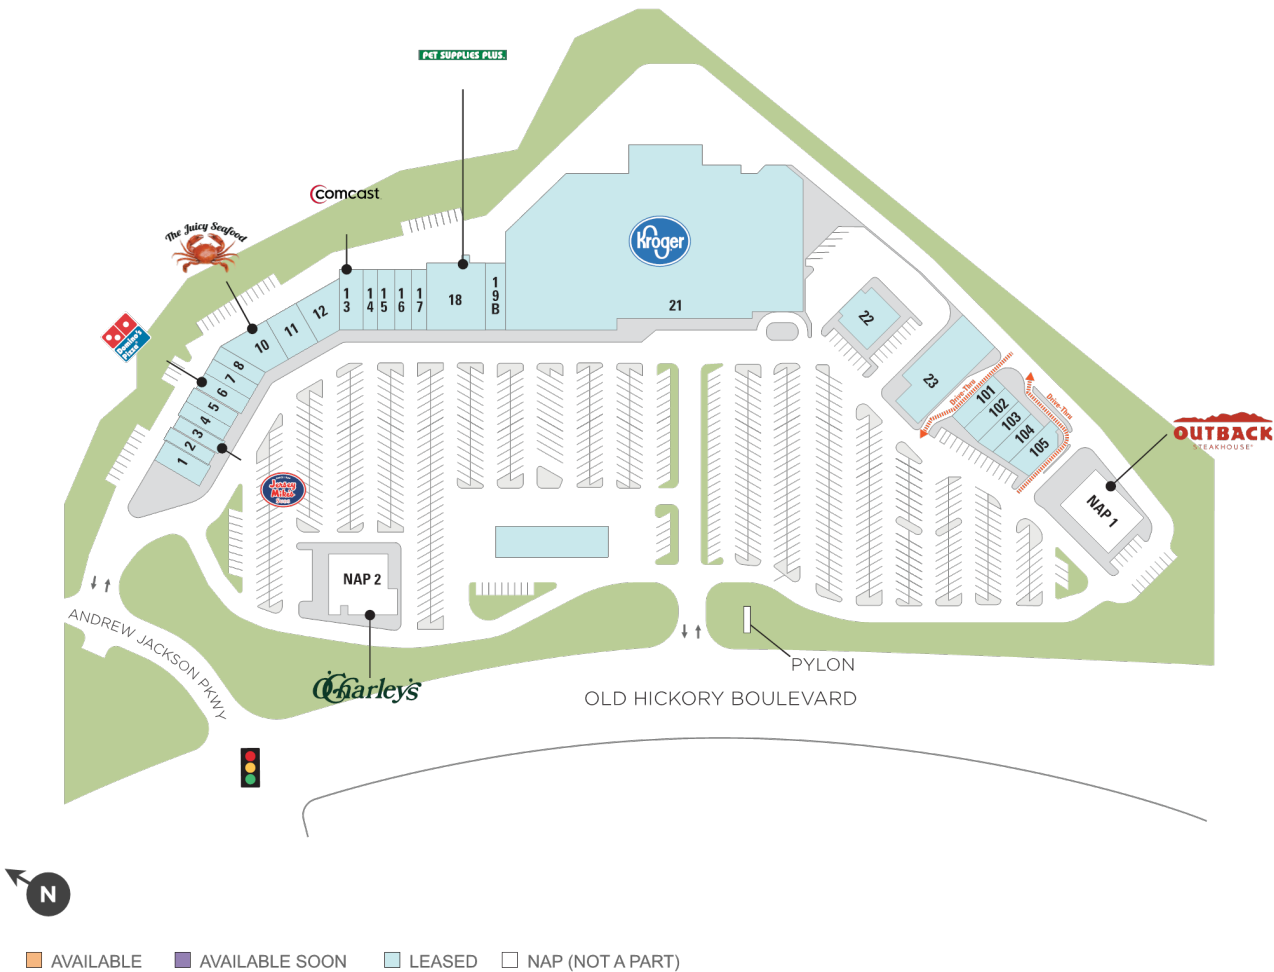 PET SUPPLIES PLUS.
comcast
The Juicy Seafood
Domino's Pizza
Kroger
1
2
3
4
5
6
7
8
10
11
12
13
14
15
16
17
18
19B
21
22
23
Drive-Thru
Drive-Thru
101
102
103
104
105
OUTBACK
STEAKHOUSE
NAP 1
Jersey
Mike's
Subs
NAP 2
O'Charley's
ANDREW JACKSON PKWY
PYLON
OLD HICKORY BOULEVARD
N
AVAILABLE
AVAILABLE SOON
LEASED
NAP (NOT A PART)